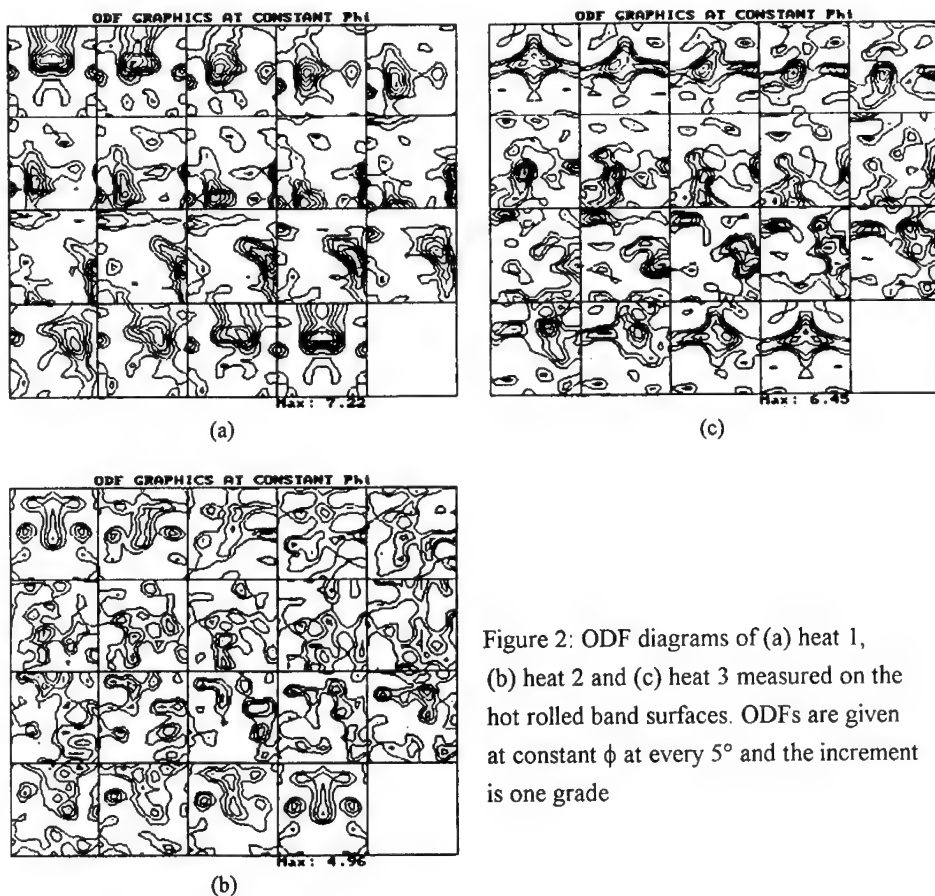 ODF GRAPHICS AT CONSTANT Phi
Max: 7.22
(a)
ODF GRAPHICS AT CONSTANT Phi
Max: 6.45
(c)
ODF GRAPHICS AT CONSTANT Phi
Max: 4.96
(b)
Figure 2: ODF diagrams of (a) heat 1,
(b) heat 2 and (c) heat 3 measured on the
hot rolled band surfaces. ODFs are given
at constant ϕ at every 5° and the increment
is one grade